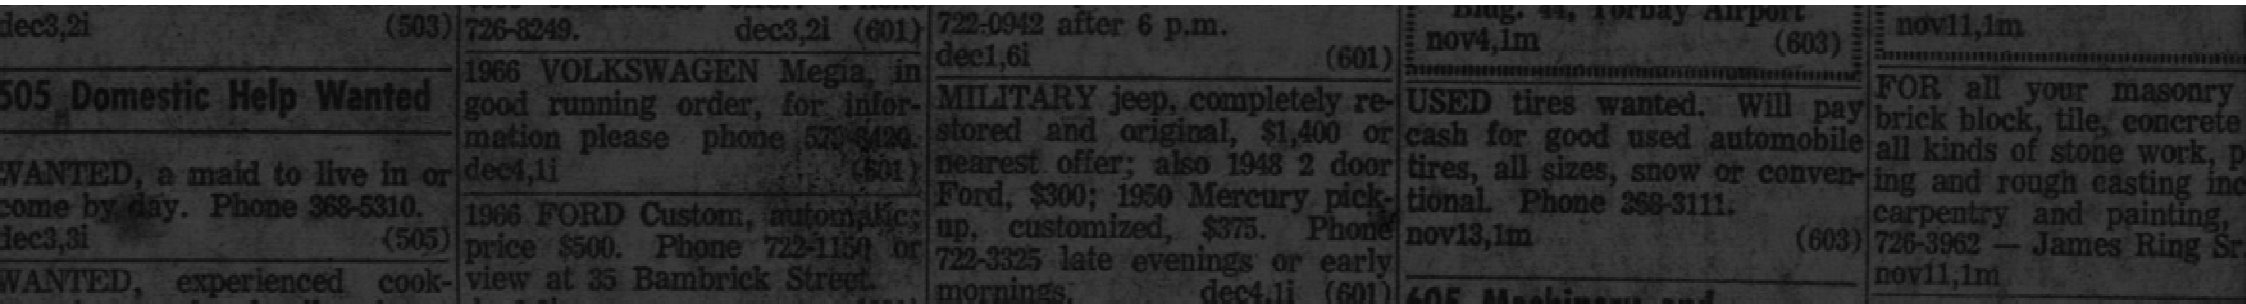 dec3,2i (503)
505 Domestic Help Wanted
WANTED, a maid to live in or
come by day. Phone 368-5310.
dec3,3i (505)
WANTED, experienced cook-
726-8249. dec3,2i (601)
1966 VOLKSWAGEN Megia, in
good running order, for infor-
mation please phone
dec4,1i (601)
1966 FORD Custom, automatic;
price $500. Phone 722-1150 or
view at 35 Bambrick Street.
722-0942 after 6 p.m.
dec1,6i (601)
MILITARY jeep, completely re-
stored and original, $1,400 or
nearest offer; also 1948 2 door
Ford, $300; 1950 Mercury pick-
up, customized, $375. Phone
722-3325 late evenings or early
mornings. dec4,1i (601)
Bldg. 41, Torbay Airport
nov4,1m (603)
USED tires wanted. Will pay
cash for good used automobile
tires, all sizes, snow or conven-
tional. Phone 368-3111.
nov13,1m (603)
605 Machinery and
nov11,1m
FOR all your masonry
brick block, tile, concrete
all kinds of stone work, p
ing and rough casting inc
carpentry and painting,
726-3962 — James Ring Sr.
nov11,1m